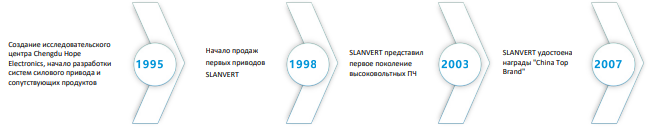 Создание исследовательского
центра Chengdu Hope
Electronics, начало разработки
систем силового привода и
сопутствующих продуктов
1995
Начало продаж
первых приводов
SLANVERT
1998
SLANVERT представил
первое поколение
высоковольтных ПЧ
2003
SLANVERT удостоена
награды "China Top
Brand"
2007